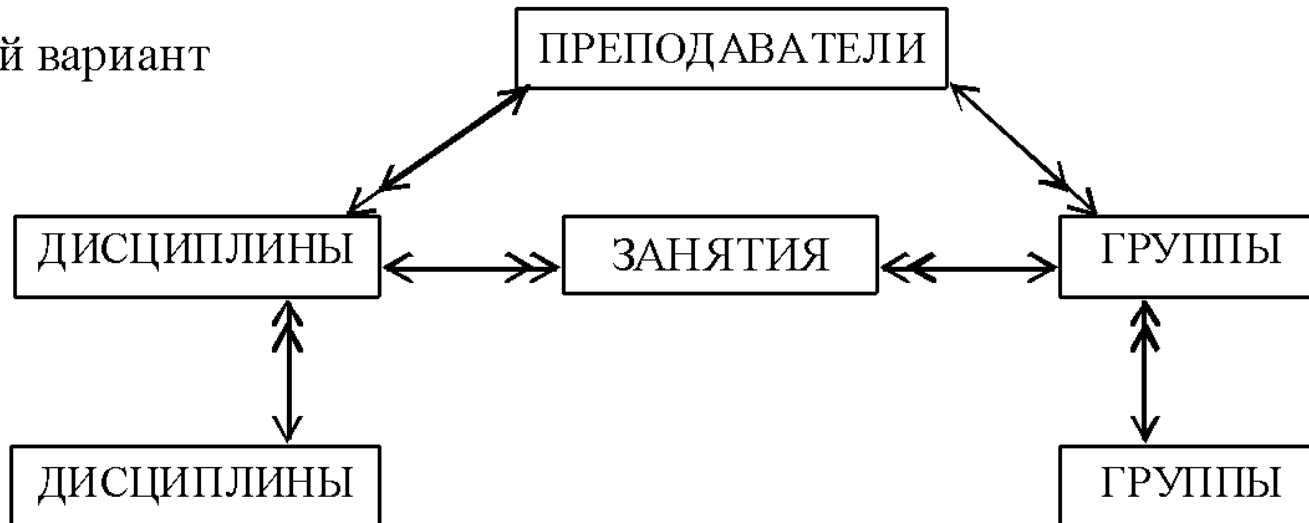 й вариант
ПРЕПОДАВАТЕЛИ
ДИСЦИПЛИНЫ
ЗАНЯТИЯ
ГРУППЫ
ДИСЦИПЛИНЫ
ГРУППЫ